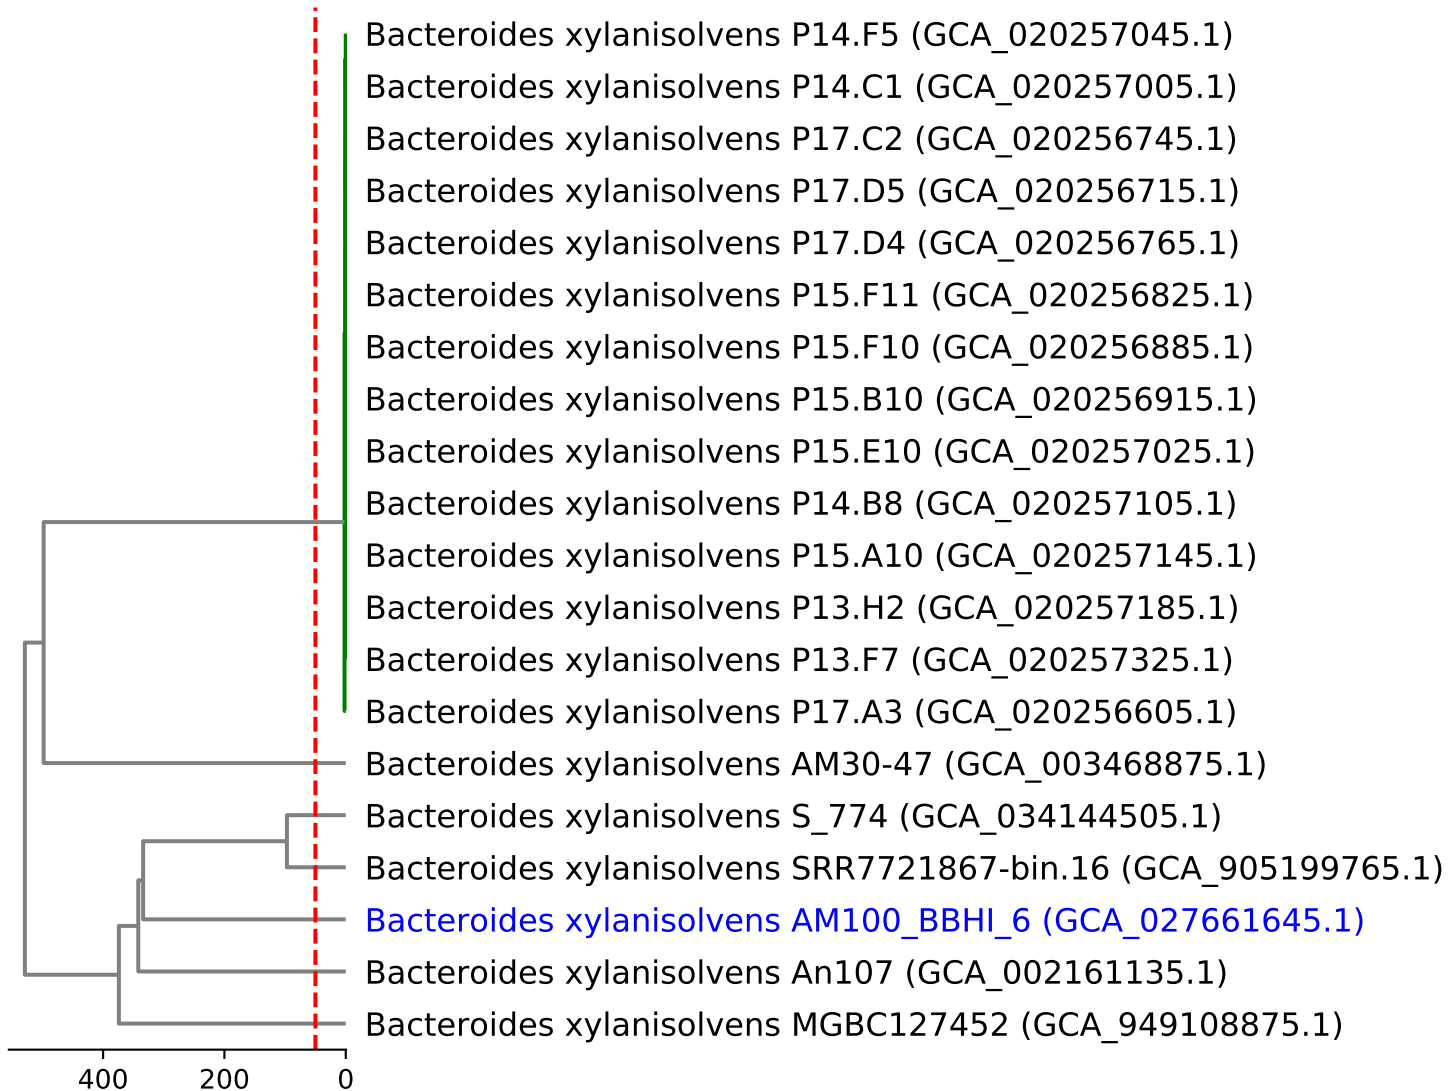 Bacteroides xylanisolvens P14.F5 (GCA_020257045.1)
Bacteroides xylanisolvens P14.C1 (GCA_020257005.1)
Bacteroides xylanisolvens P17.C2 (GCA_020256745.1)
Bacteroides xylanisolvens P17.D5 (GCA_020256715.1)
Bacteroides xylanisolvens P17.D4 (GCA_020256765.1)
Bacteroides xylanisolvens P15.F11 (GCA_020256825.1)
Bacteroides xylanisolvens P15.F10 (GCA_020256885.1)
Bacteroides xylanisolvens P15.B10 (GCA_020256915.1)
Bacteroides xylanisolvens P15.E10 (GCA_020257025.1)
Bacteroides xylanisolvens P14.B8 (GCA_020257105.1)
Bacteroides xylanisolvens P15.A10 (GCA_020257145.1)
Bacteroides xylanisolvens P13.H2 (GCA_020257185.1)
Bacteroides xylanisolvens P13.F7 (GCA_020257325.1)
Bacteroides xylanisolvens P17.A3 (GCA_020256605.1)
Bacteroides xylanisolvens AM30-47 (GCA_003468875.1)
Bacteroides xylanisolvens S_774 (GCA_034144505.1)
Bacteroides xylanisolvens SRR7721867-bin.16 (GCA_905199765.1)
Bacteroides xylanisolvens AM100_BBHI_6 (GCA_027661645.1)
Bacteroides xylanisolvens An107 (GCA_002161135.1)
Bacteroides xylanisolvens MGBC127452 (GCA_949108875.1)
400 200 0